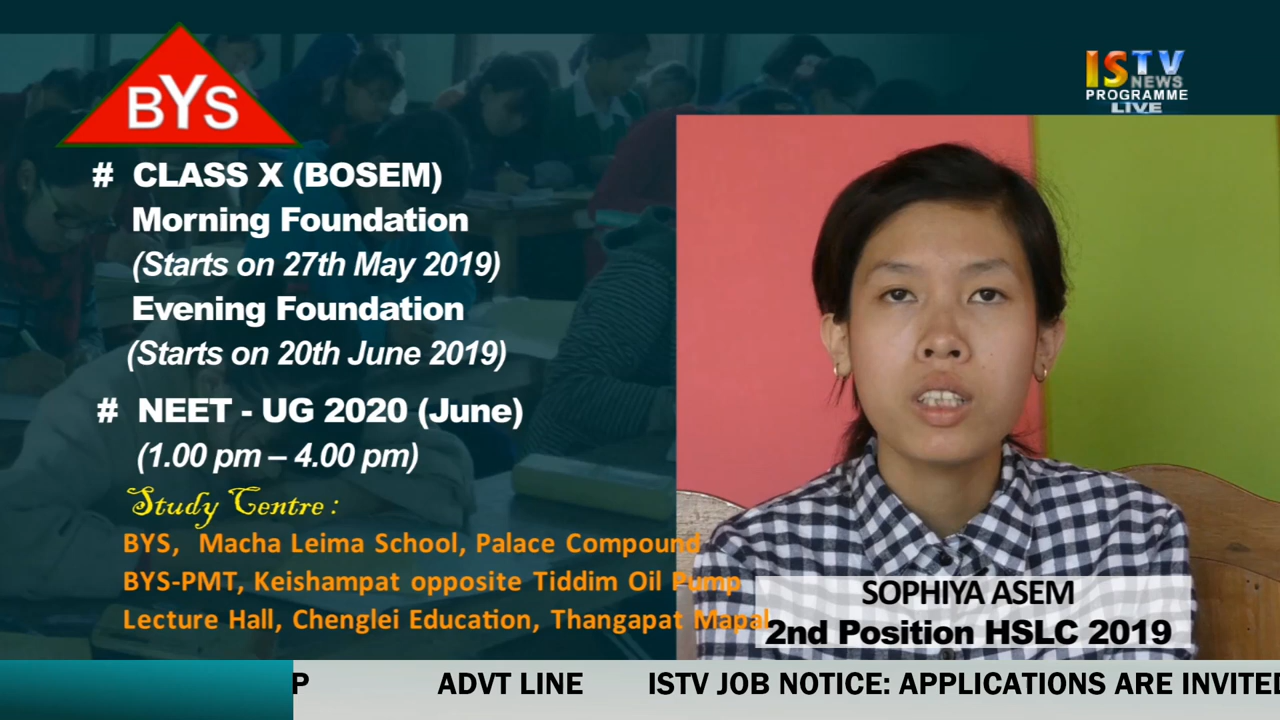 BYS
ISTV
NEWS
PROGRAMME
LIVE
# CLASS X (BOSEM)
Morning Foundation
(Starts on 27th May 2019)
Evening Foundation
(Starts on 20th June 2019)
# NEET - UG 2020 (June)
(1.00 pm – 4.00 pm)
Study Centre :
BYS, Macha Leima School, Palace Compound
BYS-PMT, Keishampat opposite Tiddim Oil Pump
Lecture Hall, Chenglei Education, Thangapat Mapal
SOPHIYA ASEM
2nd Position HSLC 2019
P ADVT LINE ISTV JOB NOTICE: APPLICATIONS ARE INVITED